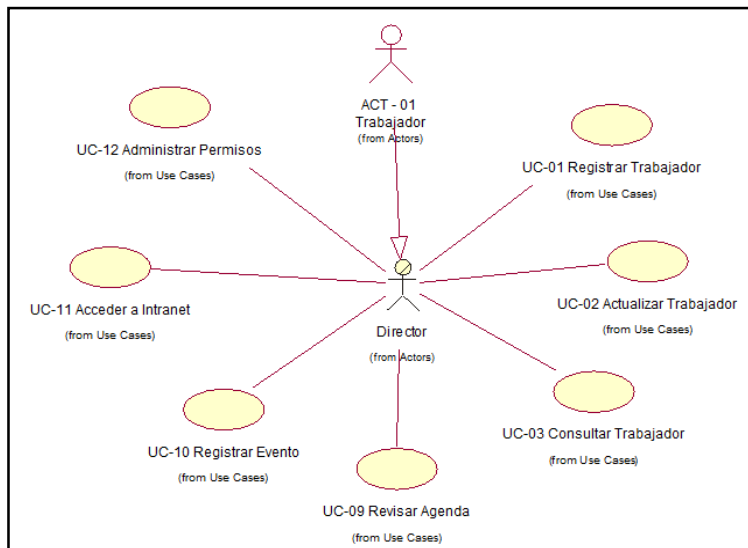 ACT - 01
Trabajador
(from Actors)
UC-12 Administrar Permisos
(from Use Cases)
UC-01 Registrar Trabajador
(from Use Cases)
UC-11 Acceder a Intranet
(from Use Cases)
UC-02 Actualizar Trabajador
(from Use Cases)
Director
(from Actors)
UC-10 Registrar Evento
(from Use Cases)
UC-03 Consultar Trabajador
(from Use Cases)
UC-09 Revisar Agenda
(from Use Cases)